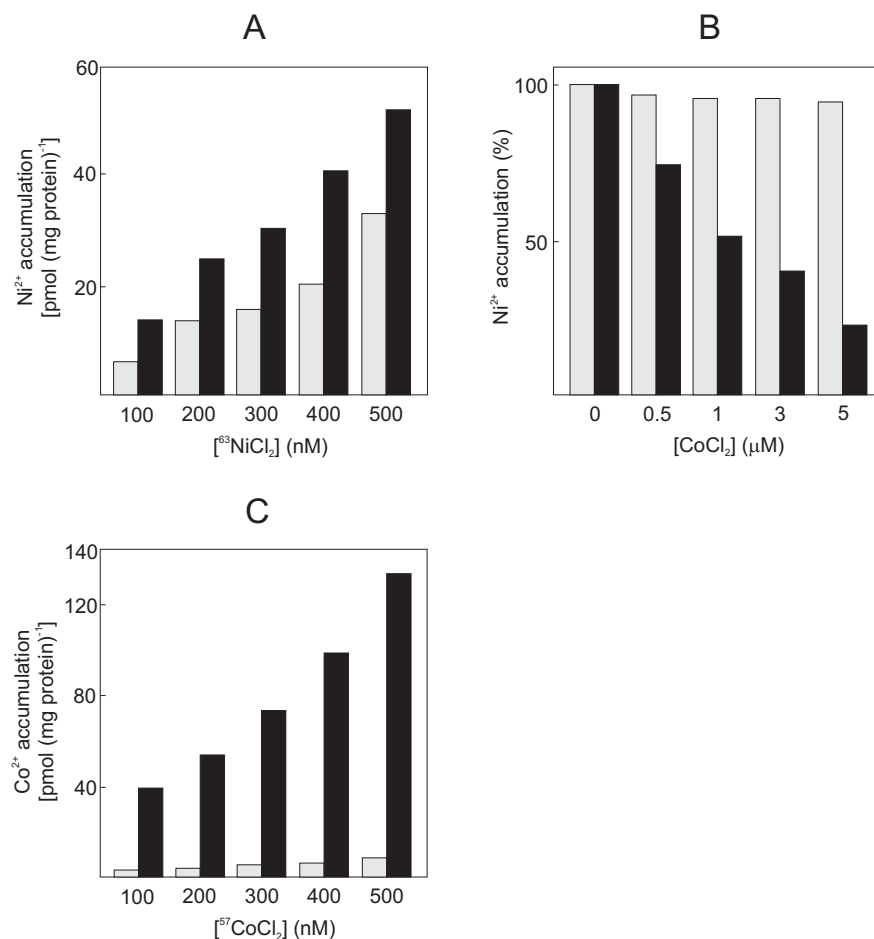 A
60
40
20
Ni²⁺ accumulation
[pmol (mg protein)⁻¹]
100 200 300 400 500
[⁶³NiCl₂] (nM)
B
100
50
Ni²⁺ accumulation (%)
0 0.5 1 3 5
[CoCl₂] (μM)
C
140
120
80
40
Co²⁺ accumulation
[pmol (mg protein)⁻¹]
100 200 300 400 500
[⁵⁷CoCl₂] (nM)